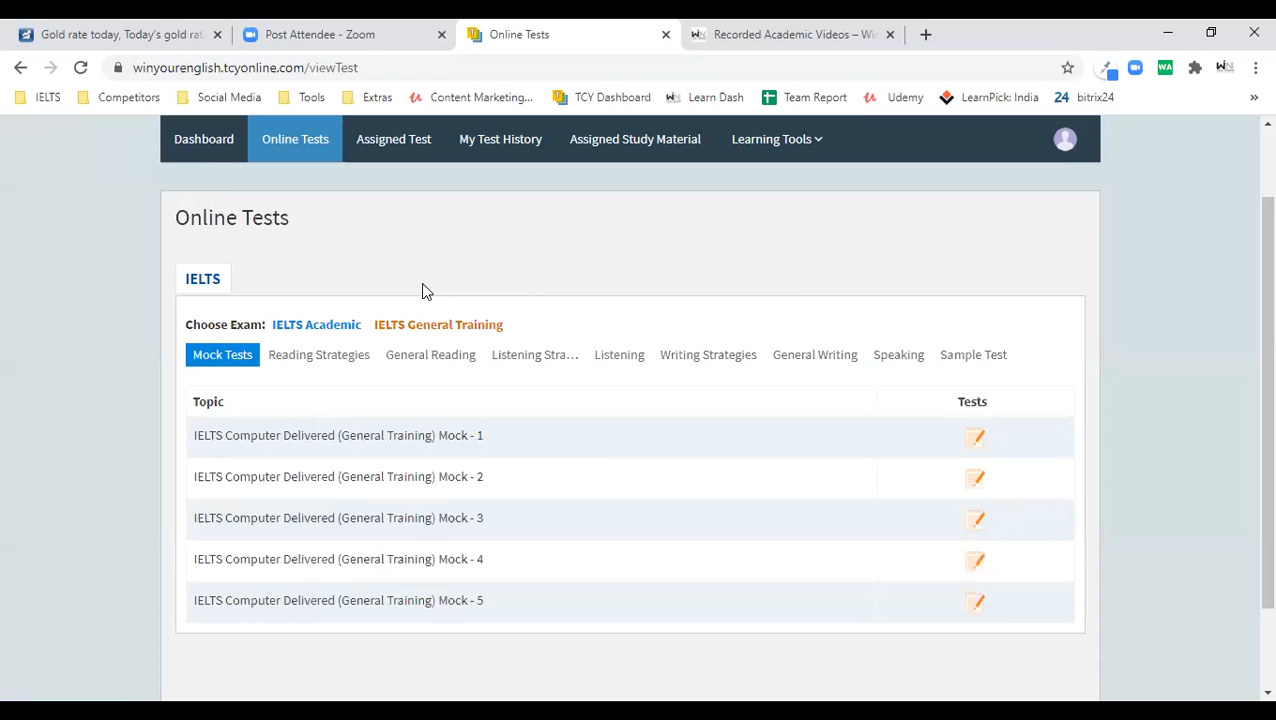 Gold rate today, Today's gold rat
Post Attendee - Zoom
Online Tests
Recorded Academic Videos – Wi
winyourenglish.tcyonline.com/viewTest
WA
IELTS
Competitors
Social Media
Tools
Extras
Content Marketing...
TCY Dashboard
Learn Dash
Team Report
Udemy
LearnPick: India
24 bitrix24
»
Dashboard
Online Tests
Assigned Test
My Test History
Assigned Study Material
Learning Tools
Online Tests
IELTS
Choose Exam: IELTS Academic IELTS General Training
Mock Tests Reading Strategies General Reading Listening Stra... Listening Writing Strategies General Writing Speaking Sample Test
Topic Tests
IELTS Computer Delivered (General Training) Mock - 1
IELTS Computer Delivered (General Training) Mock - 2
IELTS Computer Delivered (General Training) Mock - 3
IELTS Computer Delivered (General Training) Mock - 4
IELTS Computer Delivered (General Training) Mock - 5